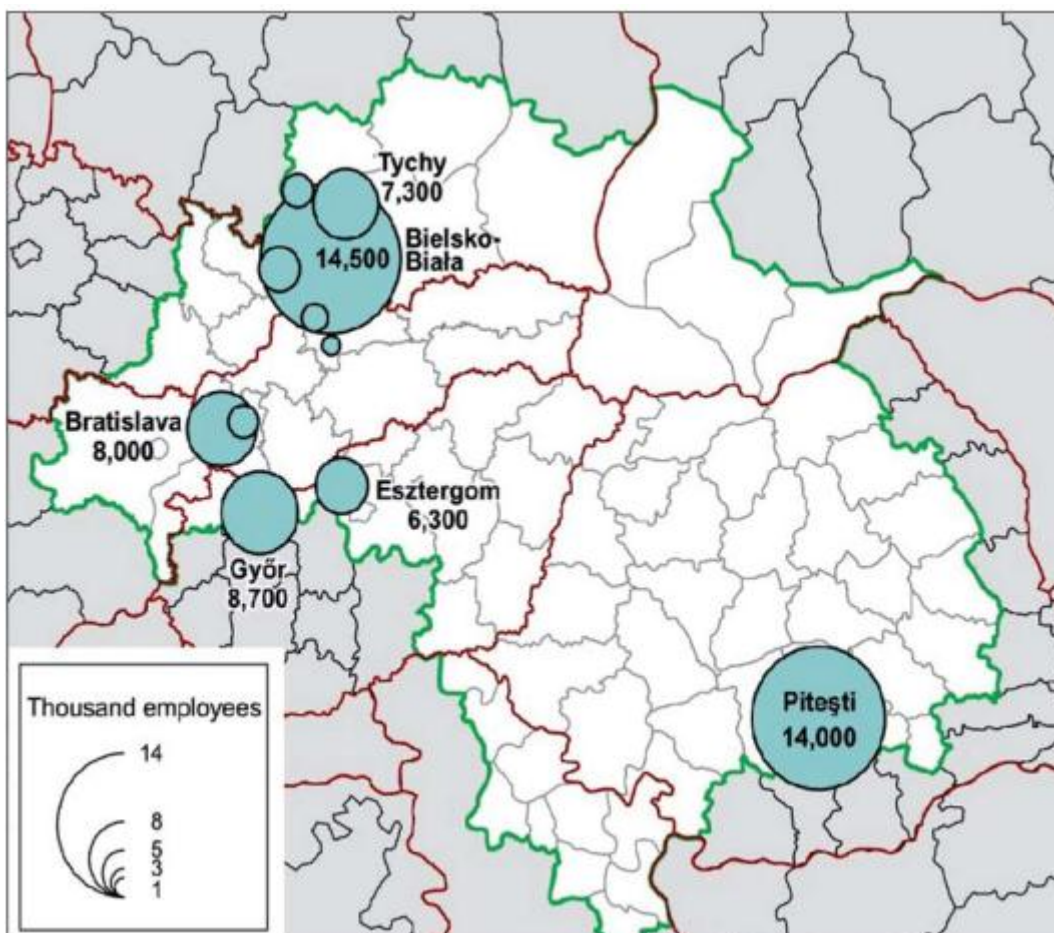 Tychy
7,300
Bielsko-
Biała
14,500
Bratislava
8,000
Esztergom
6,300
Győr
8,700
Piteşti
14,000
Thousand employees
14
8
5
3
1